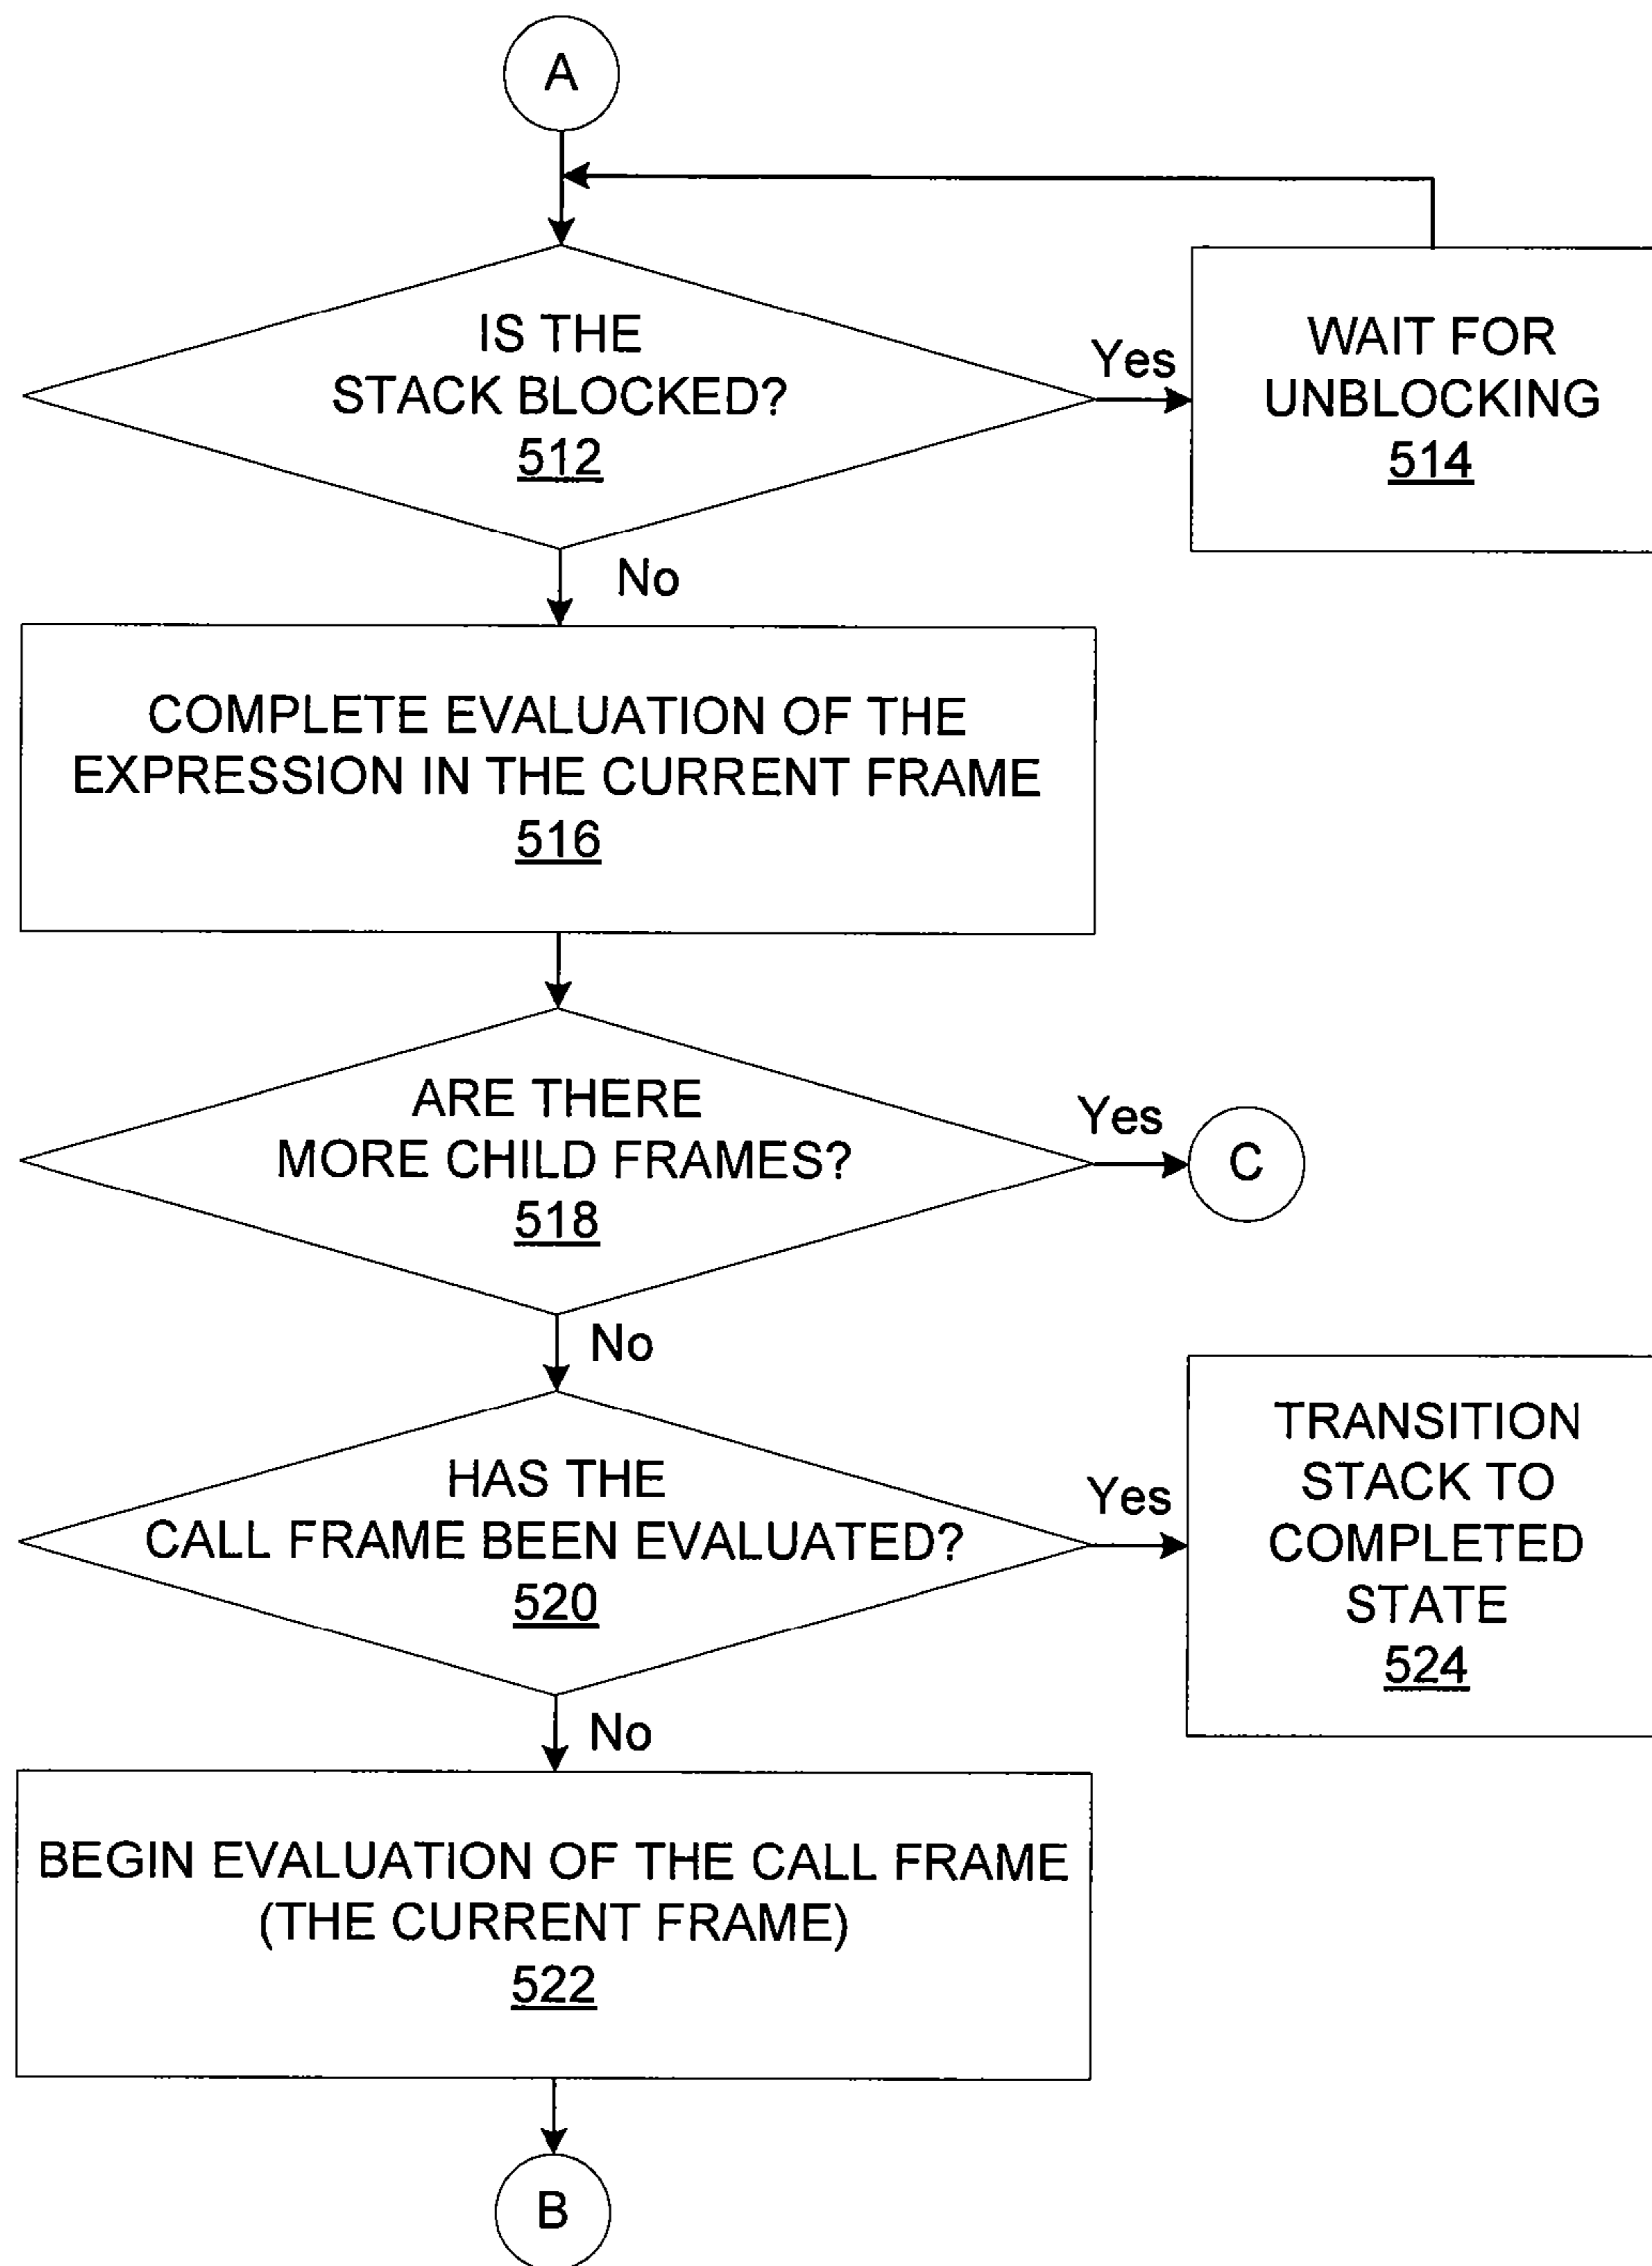 A
IS THE
STACK BLOCKED?
512
Yes
WAIT FOR
UNBLOCKING
514
No
COMPLETE EVALUATION OF THE
EXPRESSION IN THE CURRENT FRAME
516
ARE THERE
MORE CHILD FRAMES?
518
Yes
C
No
HAS THE
CALL FRAME BEEN EVALUATED?
520
Yes
TRANSITION
STACK TO
COMPLETED
STATE
524
No
BEGIN EVALUATION OF THE CALL FRAME
(THE CURRENT FRAME)
522
B